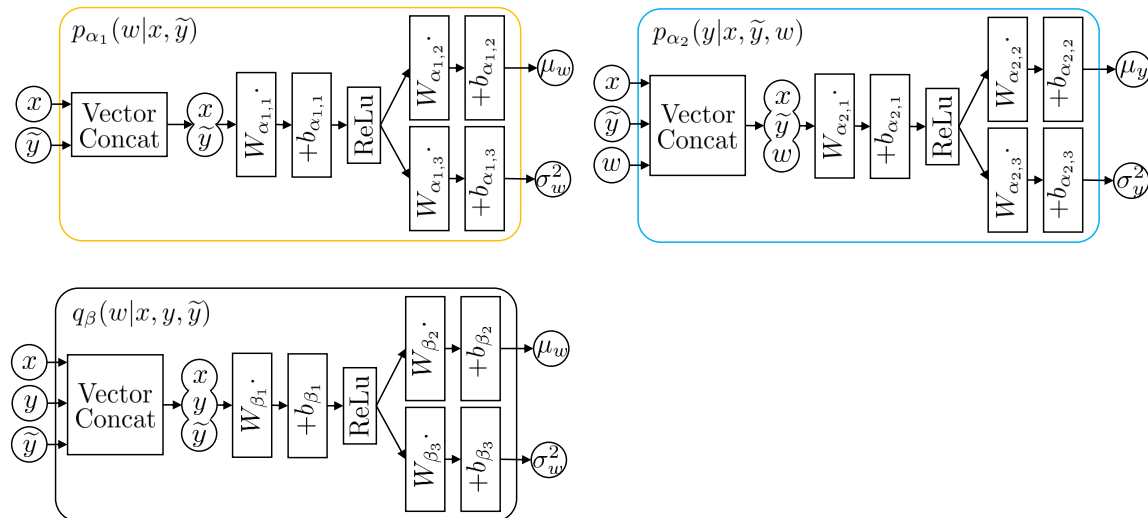 p_{α_1}(w|x, ỹ)
x
ỹ
Vector
Concat
x
ỹ
W_{α_{1,1}}·
+b_{α_{1,1}}
ReLu
W_{α_{1,2}}·
+b_{α_{1,2}}
μ_w
W_{α_{1,3}}·
+b_{α_{1,3}}
σ_w^2
p_{α_2}(y|x, ỹ, w)
x
ỹ
w
Vector
Concat
x
ỹ
w
W_{α_{2,1}}·
+b_{α_{2,1}}
ReLu
W_{α_{2,2}}·
+b_{α_{2,2}}
μ_y
W_{α_{2,3}}·
+b_{α_{2,3}}
σ_y^2
q_β(w|x, y, ỹ)
x
y
ỹ
Vector
Concat
x
y
ỹ
W_{β_1}·
+b_{β_1}
ReLu
W_{β_2}·
+b_{β_2}
μ_w
W_{β_3}·
+b_{β_3}
σ_w^2